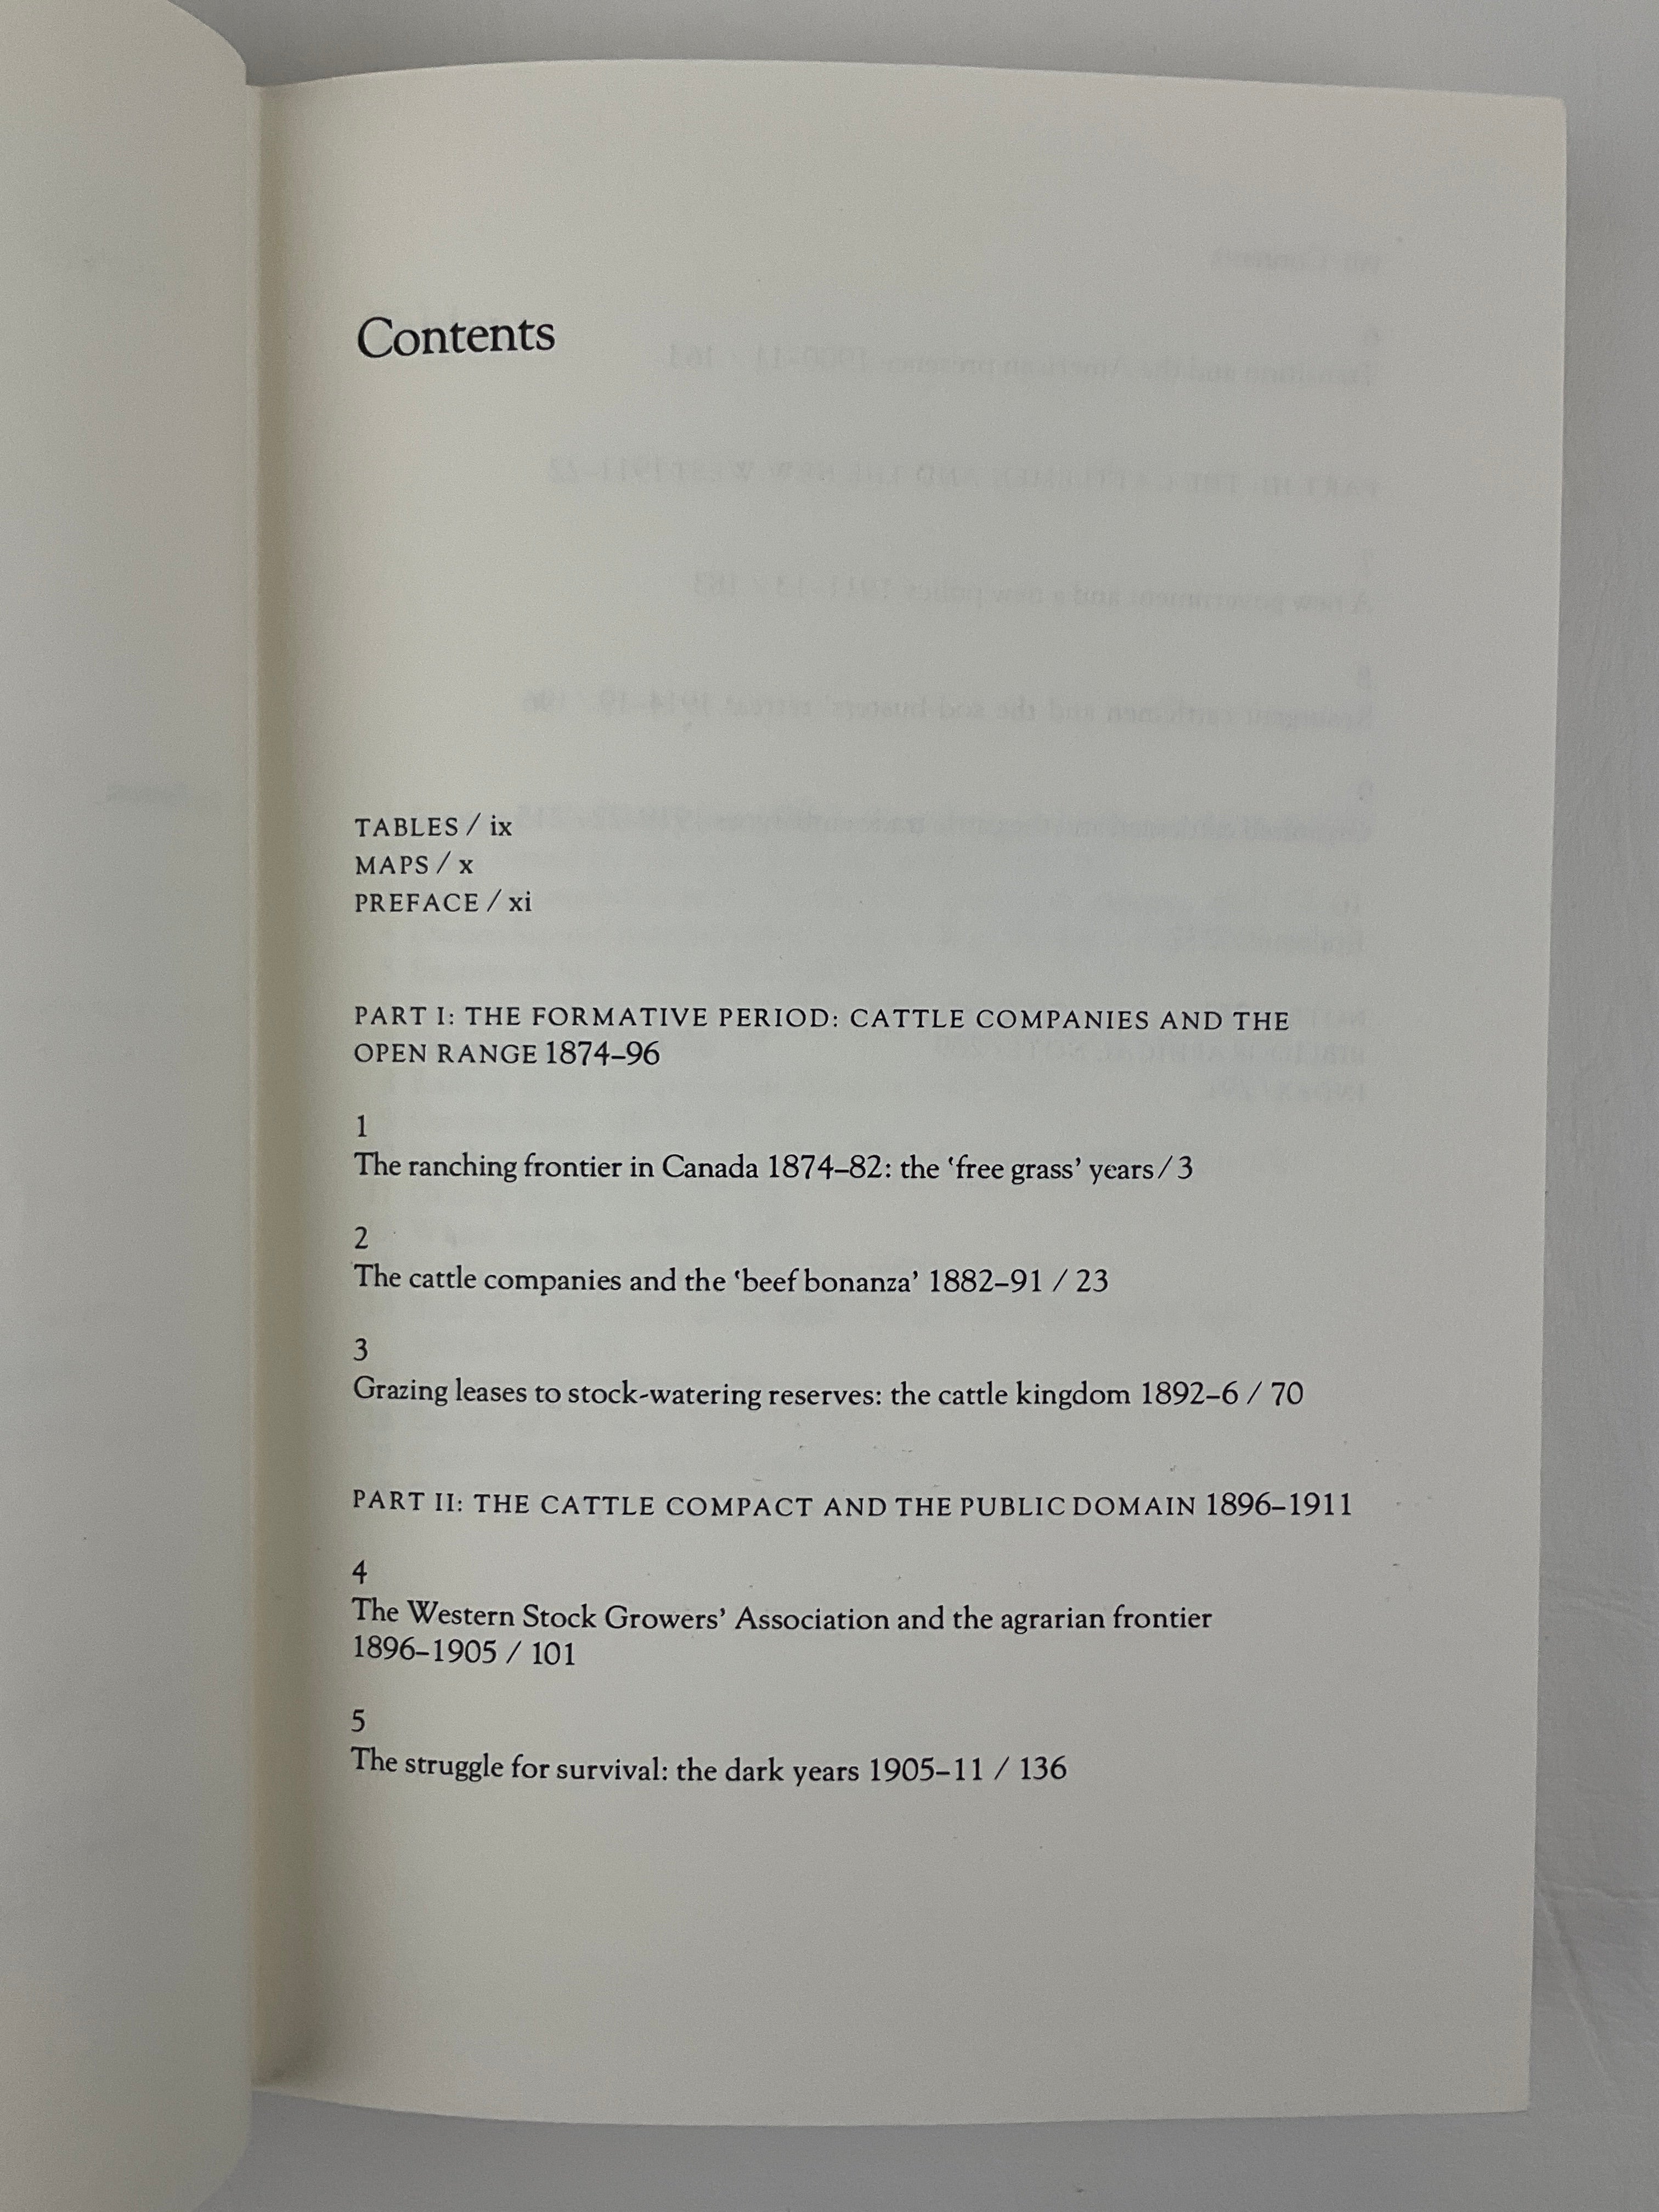 Contents
TABLES / ix
MAPS / x
PREFACE / xi
PART I: THE FORMATIVE PERIOD: CATTLE COMPANIES AND THE
OPEN RANGE 1874–96
1
The ranching frontier in Canada 1874–82: the ‘free grass’ years / 3
2
The cattle companies and the ‘beef bonanza’ 1882–91 / 23
3
Grazing leases to stock-watering reserves: the cattle kingdom 1892–6 / 70
PART II: THE CATTLE COMPACT AND THE PUBLIC DOMAIN 1896–1911
4
The Western Stock Growers’ Association and the agrarian frontier
1896–1905 / 101
5
The struggle for survival: the dark years 1905–11 / 136